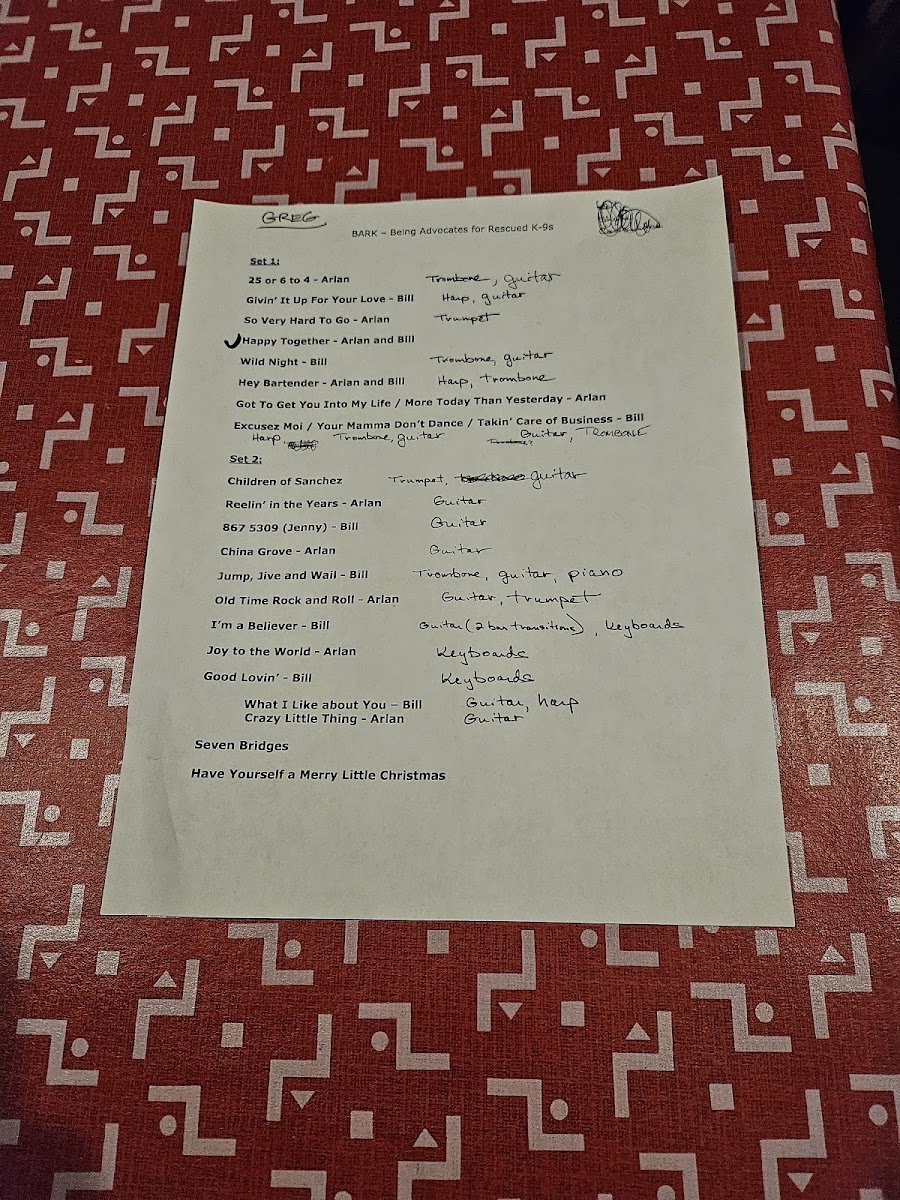 GREG
BARK – Being Advocates for Rescued K-9s
Set 1:
25 or 6 to 4 - Arlan Trombone, guitar
Givin' It Up For Your Love - Bill Harp, guitar
So Very Hard To Go - Arlan Trumpet
Happy Together - Arlan and Bill
Wild Night - Bill Trombone, guitar
Hey Bartender - Arlan and Bill Harp, trombone
Got To Get You Into My Life / More Today Than Yesterday - Arlan
Excusez Moi / Your Mamma Don't Dance / Takin' Care of Business - Bill
Harp, Trombone, guitar Guitar, TROMBONE
Set 2:
Children of Sanchez Trumpet, guitar
Reelin' in the Years - Arlan Guitar
867 5309 (Jenny) - Bill Guitar
China Grove - Arlan Guitar
Jump, Jive and Wail - Bill Trombone, guitar, piano
Old Time Rock and Roll - Arlan Guitar, trumpet
I'm a Believer - Bill Guitar (2 bar transitions), Keyboards
Joy to the World - Arlan Keyboards
Good Lovin' - Bill Keyboards
What I Like about You – Bill Guitar, harp
Crazy Little Thing - Arlan Guitar
Seven Bridges
Have Yourself a Merry Little Christmas